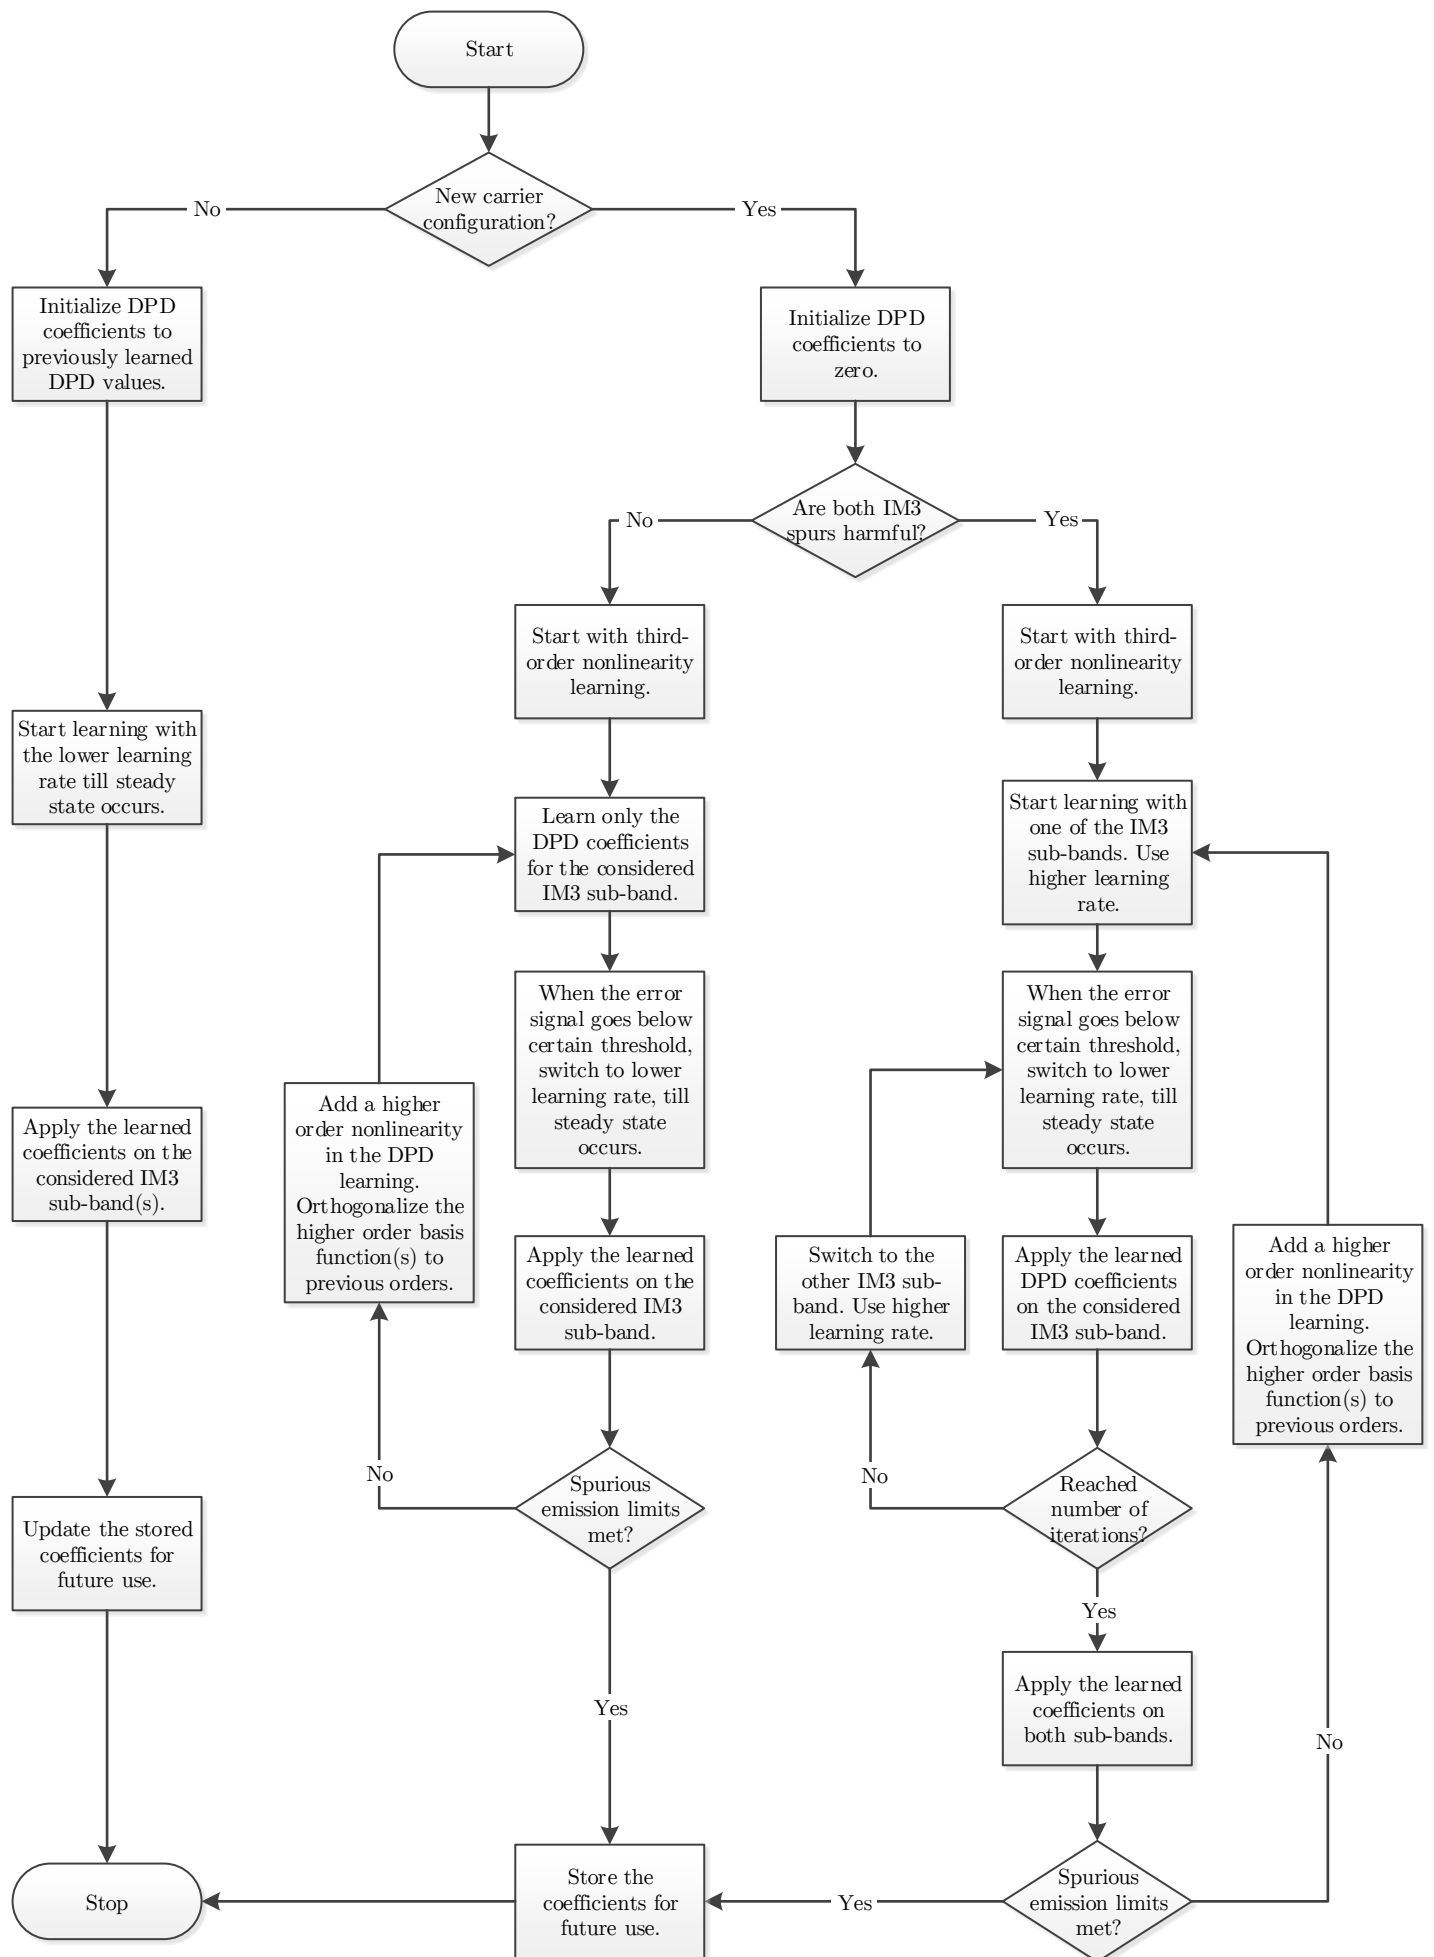 Start
New carrier
configuration?
No
Yes
Initialize DPD
coefficients to
previously learned
DPD values.
Initialize DPD
coefficients to
zero.
Are both IM3
spurs harmful?
No
Yes
Start with third-
order nonlinearity
learning.
Start with third-
order nonlinearity
learning.
Start learning with
the lower learning
rate till steady
state occurs.
Learn only the
DPD coefficients
for the considered
IM3 sub-band.
Start learning with
one of the IM3
sub-bands. Use
higher learning
rate.
When the error
signal goes below
certain threshold,
switch to lower
learning rate, till
steady state
occurs.
When the error
signal goes below
certain threshold,
switch to lower
learning rate, till
steady state
occurs.
Apply the learned
coefficients on the
considered IM3
sub-band(s).
Add a higher
order nonlinearity
in the DPD
learning.
Orthogonalize the
higher order basis
function(s) to
previous orders.
Apply the learned
coefficients on the
considered IM3
sub-band.
Switch to the
other IM3 sub-
band. Use higher
learning rate.
Apply the learned
DPD coefficients
on the considered
IM3 sub-band.
Add a higher
order nonlinearity
in the DPD
learning.
Orthogonalize the
higher order basis
function(s) to
previous orders.
No
Spurious
emission limits
met?
No
Reached
number of
iterations?
Update the stored
coefficients for
future use.
Yes
Yes
Apply the learned
coefficients on
both sub-bands.
No
Stop
Store the
coefficients for
future use.
Yes
Spurious
emission limits
met?